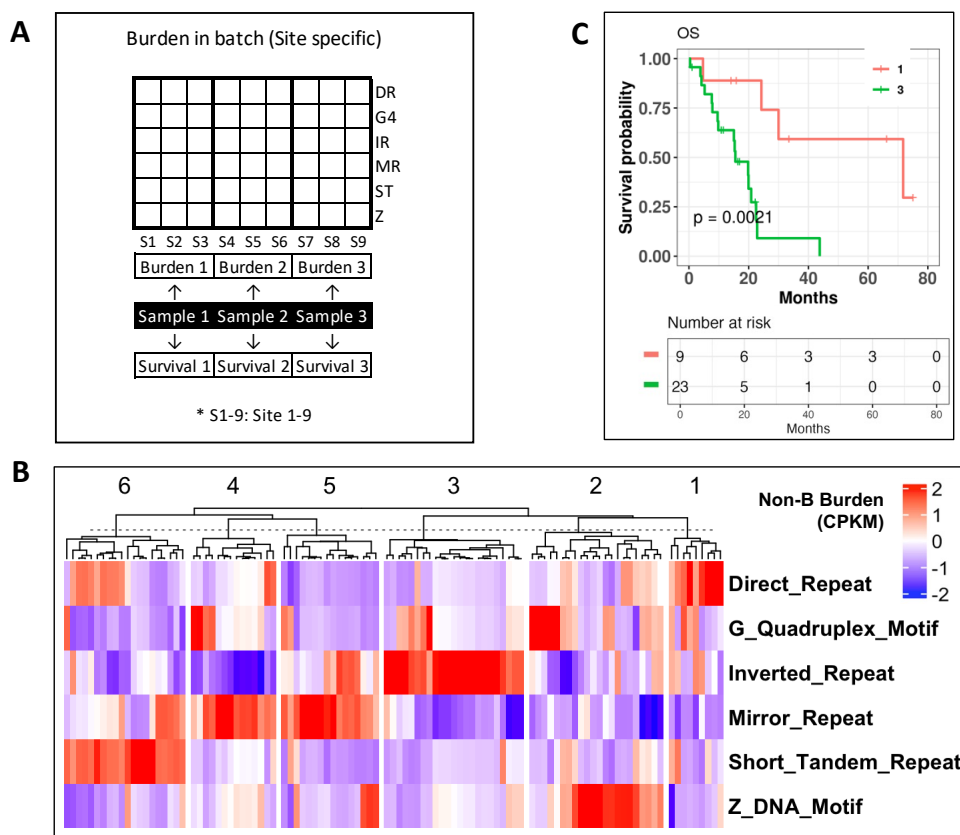 A
Burden in batch (Site specific)
DR
G4
IR
MR
ST
Z
S1 S2 S3 S4 S5 S6 S7 S8 S9
Burden 1 Burden 2 Burden 3
↑ ↑ ↑
Sample 1 Sample 2 Sample 3
↓ ↓ ↓
Survival 1 Survival 2 Survival 3
* S1-9: Site 1-9
C
OS
1
3
Survival probability
1.00
0.75
0.50
0.25
0.00
p = 0.0021
0 20 40 60 80
Months
Number at risk
9 6 3 3 0
23 5 1 0 0
0 20 40 60 80
Months
B
6 4 5 3 2 1
Non-B Burden
(CPKM)
2
1
0
-1
-2
Direct_Repeat
G_Quadruplex_Motif
Inverted_Repeat
Mirror_Repeat
Short_Tandem_Repeat
Z_DNA_Motif